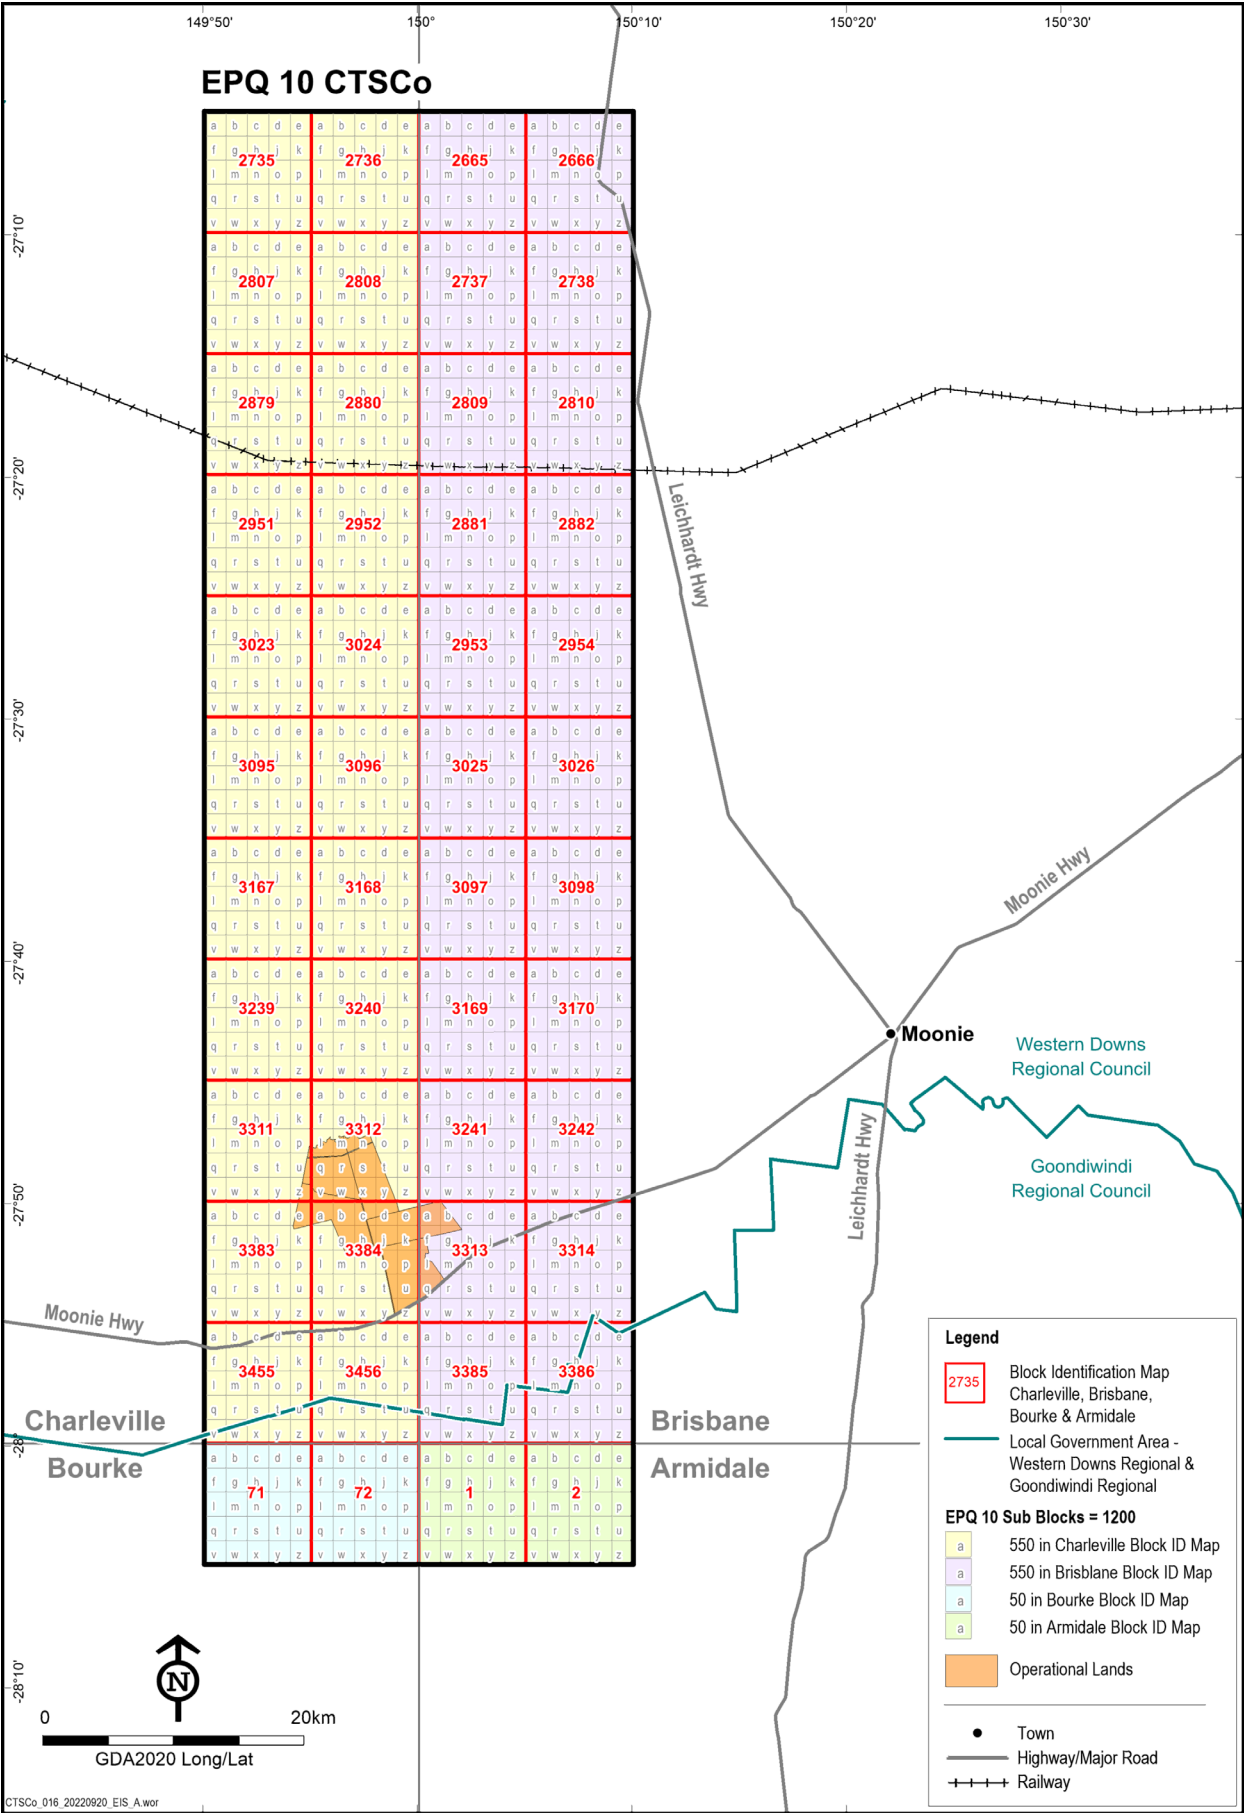 149°50' 150° 150°10' 150°20' 150°30'
EPQ 10 CTSCo
a b c d e a b c d e a b c d e a b c d e
f g h j k f g h j k f g h j k f g h j k
2735 2736 2665 2666
l m n o p l m n o p l m n o p l m n o p
q r s t u q r s t u q r s t u q r s t u
v w x y z v w x y z v w x y z v w x y z
-27°10'
a b c d e a b c d e a b c d e a b c d e
f g h j k f g h j k f g h j k f g h j k
2807 2808 2737 2738
l m n o p l m n o p l m n o p l m n o p
q r s t u q r s t u q r s t u q r s t u
v w x y z v w x y z v w x y z v w x y z
a b c d e a b c d e a b c d e a b c d e
f g h j k f g h j k f g h j k f g h j k
2879 2880 2809 2810
l m n o p l m n o p l m n o p l m n o p
q r s t u q r s t u q r s t u q r s t u
v w x y z v w x y z v w x y z v w x y z
-27°20'
a b c d e a b c d e a b c d e a b c d e
f g h j k f g h j k f g h j k f g h j k
2951 2952 2881 2882
l m n o p l m n o p l m n o p l m n o p
q r s t u q r s t u q r s t u q r s t u
v w x y z v w x y z v w x y z v w x y z
Leichhardt Hwy
a b c d e a b c d e a b c d e a b c d e
f g h j k f g h j k f g h j k f g h j k
3023 3024 2953 2954
l m n o p l m n o p l m n o p l m n o p
q r s t u q r s t u q r s t u q r s t u
v w x y z v w x y z v w x y z v w x y z
-27°30'
a b c d e a b c d e a b c d e a b c d e
f g h j k f g h j k f g h j k f g h j k
3095 3096 3025 3026
l m n o p l m n o p l m n o p l m n o p
q r s t u q r s t u q r s t u q r s t u
v w x y z v w x y z v w x y z v w x y z
a b c d e a b c d e a b c d e a b c d e
f g h j k f g h j k f g h j k f g h j k
3167 3168 3097 3098
l m n o p l m n o p l m n o p l m n o p
q r s t u q r s t u q r s t u q r s t u
v w x y z v w x y z v w x y z v w x y z
Moonie Hwy
-27°40'
a b c d e a b c d e a b c d e a b c d e
f g h j k f g h j k f g h j k f g h j k
3239 3240 3169 3170
l m n o p l m n o p l m n o p l m n o p
q r s t u q r s t u q r s t u q r s t u
v w x y z v w x y z v w x y z v w x y z
Moonie
Western Downs
Regional Council
a b c d e a b c d e a b c d e a b c d e
f g h j k f g h j k f g h j k f g h j k
3311 3312 3241 3242
l m n o p l m n o p l m n o p l m n o p
q r s t u q r s t u q r s t u q r s t u
v w x y z v w x y z v w x y z v w x y z
Goondiwindi
Regional Council
Leichhardt Hwy
-27°50'
a b c d e a b c d e a b c d e a b c d e
f g h j k f g h j k f g h j k f g h j k
3383 3384 3313 3314
l m n o p l m n o p l m n o p l m n o p
q r s t u q r s t u q r s t u q r s t u
v w x y z v w x y z v w x y z v w x y z
Moonie Hwy
a b c d e a b c d e a b c d e a b c d e
f g h j k f g h j k f g h j k f g h j k
3455 3456 3385 3386
l m n o p l m n o p l m n o p l m n o p
q r s t u q r s t u q r s t u q r s t u
v w x y z v w x y z v w x y z v w x y z
Charleville Brisbane
-28°
Bourke Armidale
a b c d e a b c d e a b c d e a b c d e
f g h j k f g h j k f g h j k f g h j k
71 72 1 2
l m n o p l m n o p l m n o p l m n o p
q r s t u q r s t u q r s t u q r s t u
v w x y z v w x y z v w x y z v w x y z
-28°10'
N
0 20km
GDA2020 Long/Lat
CTSCo_016_20220920_EIS_A.wor
Legend
2735 Block Identification Map
Charleville, Brisbane,
Bourke & Armidale
Local Government Area -
Western Downs Regional &
Goondiwindi Regional
EPQ 10 Sub Blocks = 1200
a 550 in Charleville Block ID Map
a 550 in Brisblane Block ID Map
a 50 in Bourke Block ID Map
a 50 in Armidale Block ID Map
Operational Lands
Town
Highway/Major Road
Railway